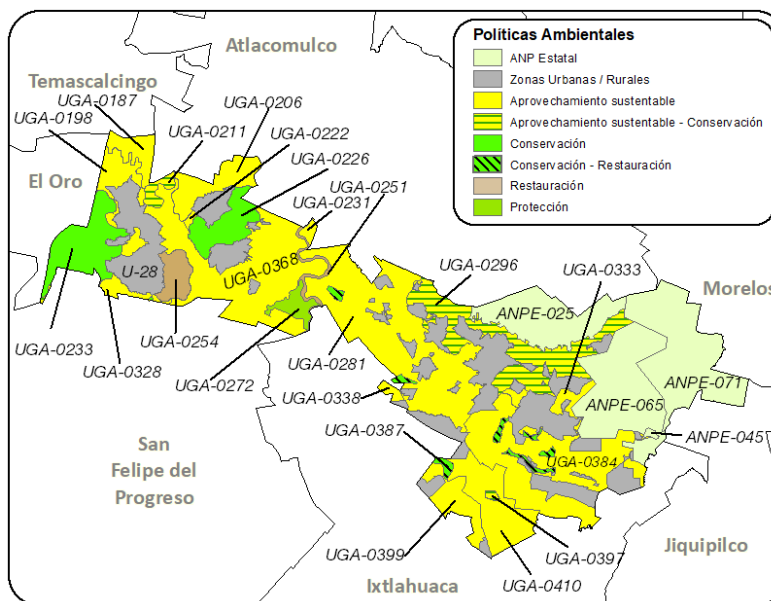 Atlacomulco
Temascalcingo
UGA-0187
UGA-0198
UGA-0211
UGA-0206
UGA-0222
UGA-0226
UGA-0251
UGA-0231
El Oro
U-28
UGA-0368
UGA-0233
UGA-0254
UGA-0328
UGA-0272
UGA-0281
UGA-0296
UGA-0333
Morelos
ANPE-025
ANPE-071
ANPE-065
ANPE-045
UGA-0338
UGA-0387
UGA-0384
San
Felipe del
Progreso
UGA-0399
UGA-0397
UGA-0410
Ixtlahuaca
Jiquipilco
Políticas Ambientales
ANP Estatal
Zonas Urbanas / Rurales
Aprovechamiento sustentable
Aprovechamiento sustentable - Conservación
Conservación
Conservación - Restauración
Restauración
Protección